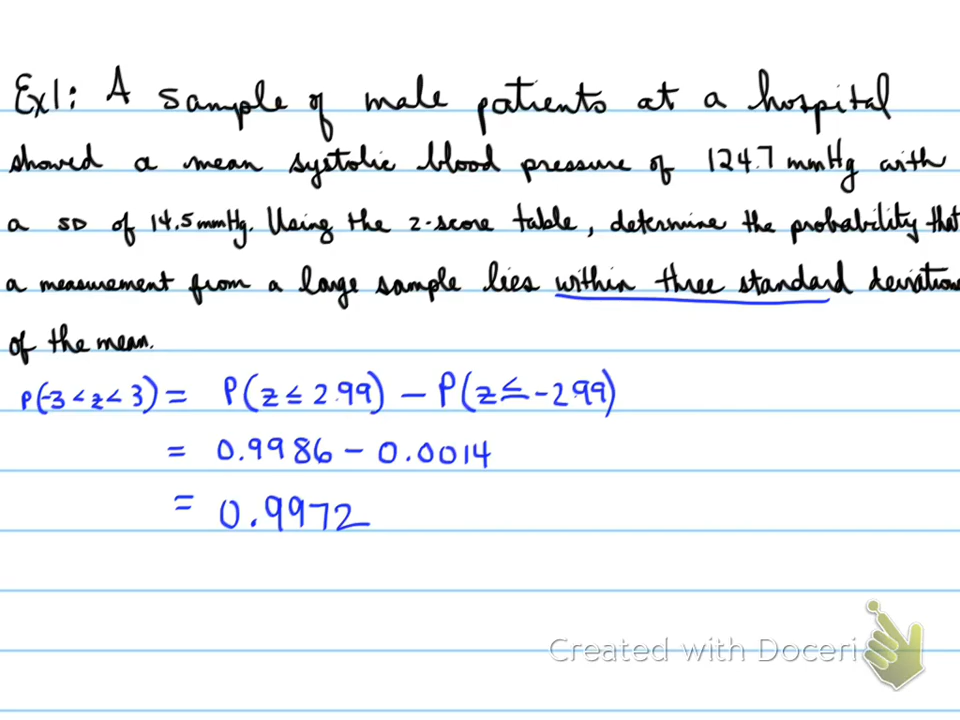 Ex1: A sample of male patients at a hospital
showed a mean systolic blood pressure of 124.7 mmHg with
a SD of 14.5 mmHg. Using the z-score table, determine the probability that
a measurement from a large sample lies within three standard deviations
of the mean.
P(-3 < z < 3) = P(z ≤ 2.99) - P(z ≤ -2.99)
= 0.9986 - 0.0014
= 0.9972
Created with Doceri